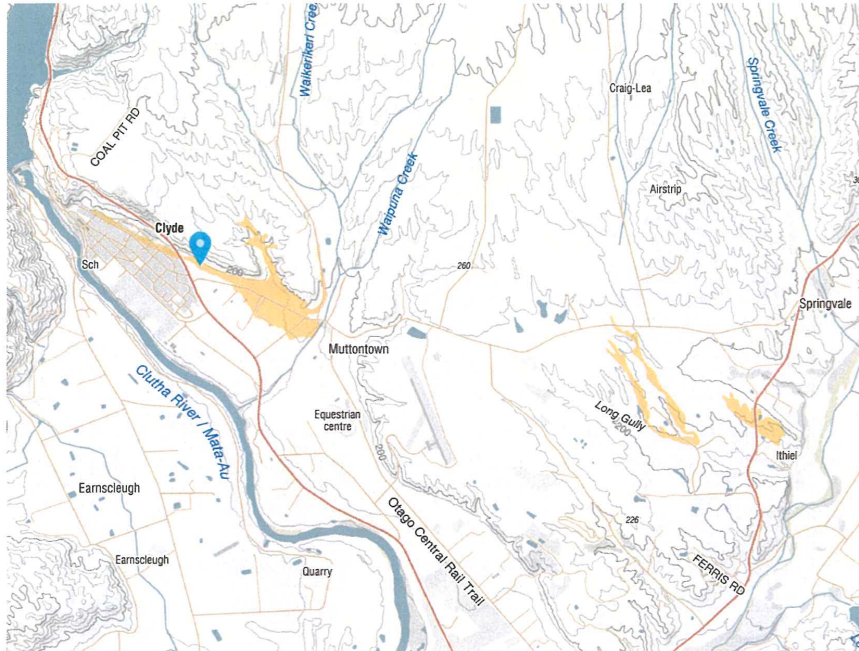 Waikerikeri Cree
COAL PIT RD
Waipuna Creek
Craig-Lea
Springvale Creek
Airstrip
Clyde
Sch
200
260
Springvale
Muttontown
Clutha River / Mata-Au
Equestrian
centre
Long Gully
200
200
Ithiel
Earnscleugh
226
Otago Central Rail Trail
Earnscleugh
Quarry
FERRIS RD